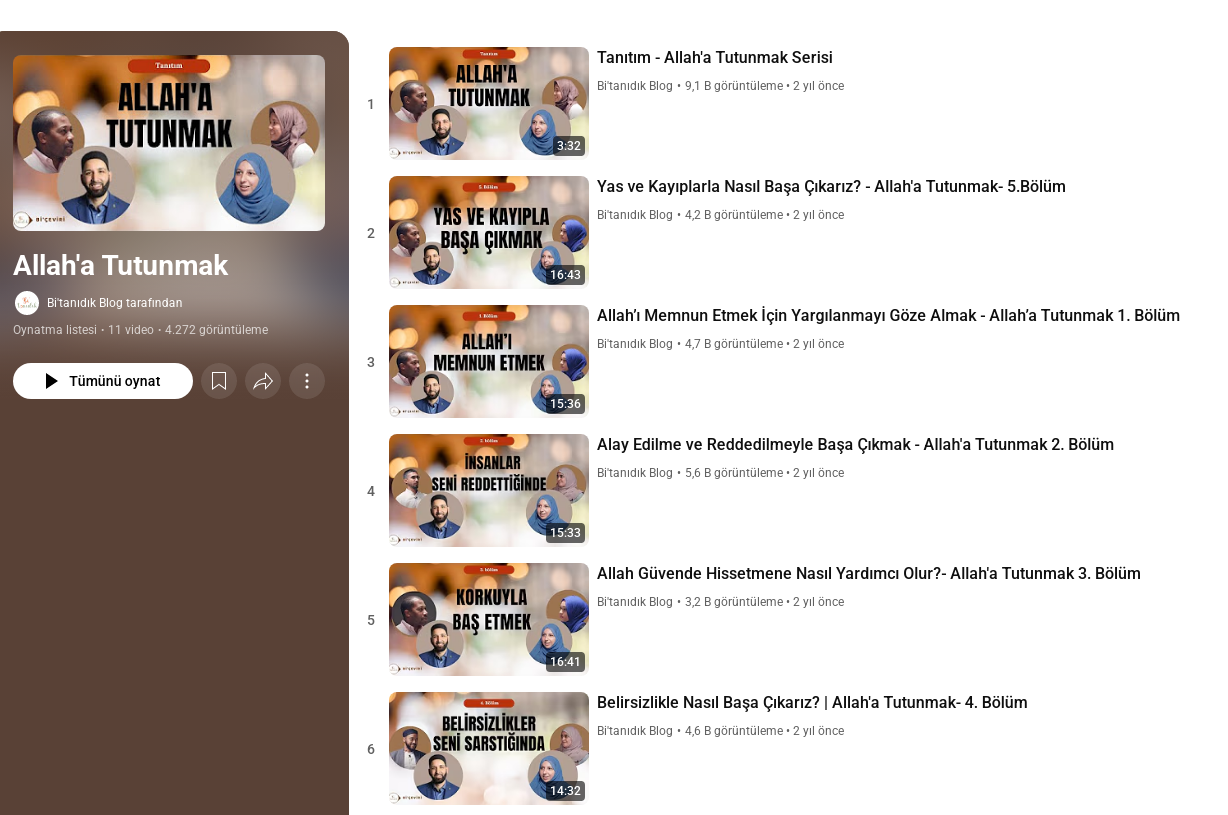 Tanıtım
ALLAH'A
TUTUNMAK
Bİ'ÇEVİRİ
Allah'a Tutunmak
Bi'tanıdık Blog tarafından
Oynatma listesi • 11 video • 4.272 görüntüleme
Tümünü oynat
1
Tanıtım
ALLAH'A
TUTUNMAK
3:32
Tanıtım - Allah'a Tutunmak Serisi
Bi'tanıdık Blog • 9,1 B görüntüleme • 2 yıl önce
2
5. Bölüm
YAS VE KAYIPLA
BAŞA ÇIKMAK
16:43
Yas ve Kayıplarla Nasıl Başa Çıkarız? - Allah'a Tutunmak- 5.Bölüm
Bi'tanıdık Blog • 4,2 B görüntüleme • 2 yıl önce
3
1. Bölüm
ALLAH'I
MEMNUN ETMEK
15:36
Allah’ı Memnun Etmek İçin Yargılanmayı Göze Almak - Allah’a Tutunmak 1. Bölüm
Bi'tanıdık Blog • 4,7 B görüntüleme • 2 yıl önce
4
2. bölüm
İNSANLAR
SENİ REDDETTİĞİNDE
15:33
Alay Edilme ve Reddedilmeyle Başa Çıkmak - Allah'a Tutunmak 2. Bölüm
Bi'tanıdık Blog • 5,6 B görüntüleme • 2 yıl önce
5
3. bölüm
KORKUYLA
BAŞ ETMEK
16:41
Allah Güvende Hissetmene Nasıl Yardımcı Olur?- Allah'a Tutunmak 3. Bölüm
Bi'tanıdık Blog • 3,2 B görüntüleme • 2 yıl önce
6
4. Bölüm
BELİRSİZLİKLER
SENİ SARSTIĞINDA
14:32
Belirsizlikle Nasıl Başa Çıkarız? | Allah'a Tutunmak- 4. Bölüm
Bi'tanıdık Blog • 4,6 B görüntüleme • 2 yıl önce